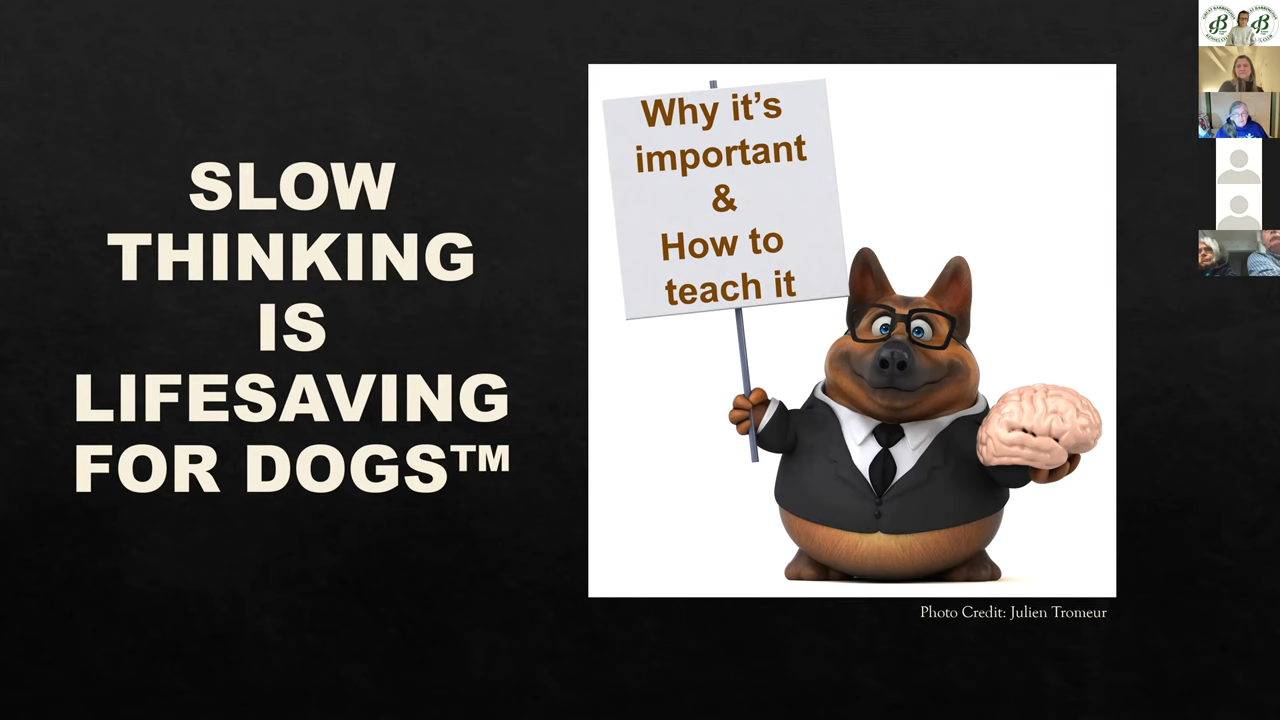 SLOW
THINKING
IS
LIFESAVING
FOR DOGS™
Why it's
important
&
How to
teach it
Photo Credit: Julien Tromeur